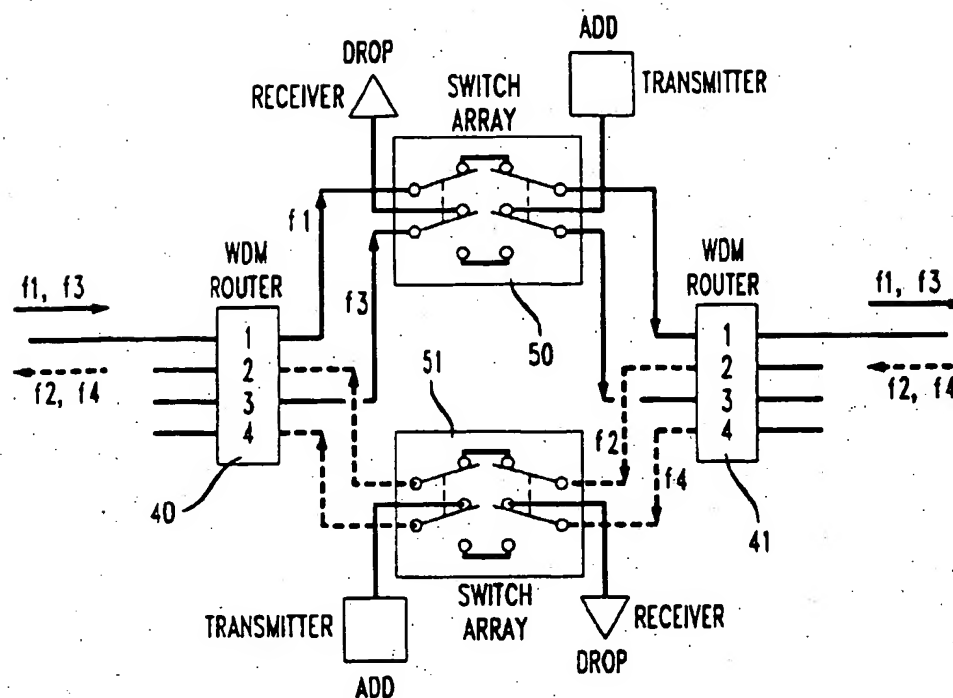 ADD
DROP
RECEIVER
SWITCH
ARRAY
TRANSMITTER
f1
f3
WDM
ROUTER
WDM
ROUTER
f1, f3
f1, f3
f2, f4
f2, f4
1
2
3
4
1
2
3
4
50
51
f2
f4
40
41
TRANSMITTER
SWITCH
ARRAY
RECEIVER
DROP
ADD